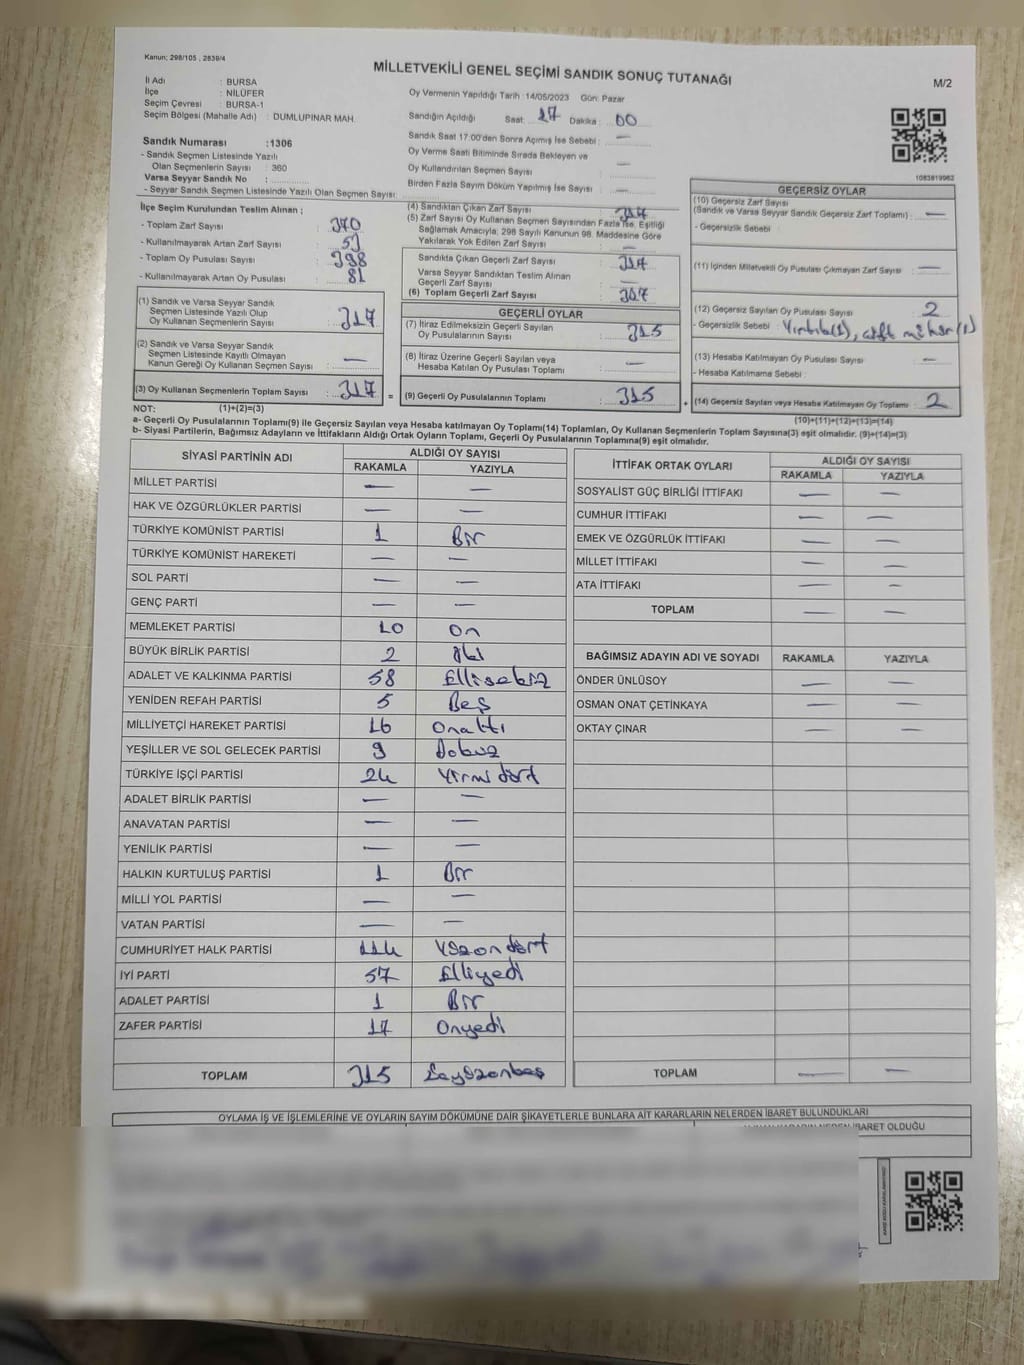 Kanun; 298/105 , 2839/4
MİLLETVEKİLİ GENEL SEÇİMİ SANDIK SONUÇ TUTANAĞI
M/2
İl Adı : BURSA
İlçe : NİLÜFER
Seçim Çevresi : BURSA-1
Seçim Bölgesi (Mahalle Adı) : DUMLUPINAR MAH.
Oy Vermenin Yapıldığı Tarih :14/05/2023 Gün: Pazar
Sandığın Açıldığı Saat: 17 Dakika : 00
Sandık Saat 17:00'den Sonra Açımış İse Sebebi : —
Oy Verme Saati Bitiminde Sırada Bekleyen ve
Oy Kullandırılan Seçmen Sayısı : —
Birden Fazla Sayım Döküm Yapılmış İse Sayısı : —
Sandık Numarası :1306
- Sandık Seçmen Listesinde Yazılı
Olan Seçmenlerin Sayısı : 360
Varsa Seyyar Sandık No :
- Seyyar Sandık Seçmen Listesinde Yazılı Olan Seçmen Sayısı:
1083819962
İlçe Seçim Kurulundan Teslim Alınan ;
- Toplam Zarf Sayısı : 370
- Kullanılmayarak Artan Zarf Sayısı : 53
- Toplam Oy Pusulası Sayısı : 398
- Kullanılmayarak Artan Oy Pusulası : 81
(4) Sandıktan Çıkan Zarf Sayısı : 317
(5) Zarf Sayısı Oy Kullanan Seçmen Sayısından Fazla İse, Eşitliği
Sağlamak Amacıyla; 298 Sayılı Kanunun 98. Maddesine Göre
Yakılarak Yok Edilen Zarf Sayısı : —
Sandıkta Çıkan Geçerli Zarf Sayısı : 317
Varsa Seyyar Sandıktan Teslim Alınan
Geçerli Zarf Sayısı : —
(6) Toplam Geçerli Zarf Sayısı : 317
GEÇERSİZ OYLAR
(10) Geçersiz Zarf Sayısı
(Sandık ve Varsa Seyyar Sandık Geçersiz Zarf Toplamı) : —
- Geçersizlik Sebebi :
(11) İçinden Milletvekili Oy Pusulası Çıkmayan Zarf Sayısı : —
(12) Geçersiz Sayılan Oy Pusulası Sayısı : 2
- Geçersizlik Sebebi : Yırtık(1), çift mühür(1)
(13) Hesaba Katılmayan Oy Pusulası Sayısı : —
- Hesaba Katılmama Sebebi :
(14) Geçersiz Sayılan veya Hesaba Katılmayan Oy Toplamı : 2
(10)+(11)+(12)+(13)=(14)
(1) Sandık ve Varsa Seyyar Sandık
Seçmen Listesinde Yazılı Olup
Oy Kullanan Seçmenlerin Sayısı : 317
(2) Sandık ve Varsa Seyyar Sandık
Seçmen Listesinde Kayıtlı Olmayan
Kanun Gereği Oy Kullanan Seçmen Sayısı : —
(3) Oy Kullanan Seçmenlerin Toplam Sayısı : 317 =
GEÇERLİ OYLAR
(7) İtiraz Edilmeksizin Geçerli Sayılan
Oy Pusulalarının Sayısı : 315
(8) İtiraz Üzerine Geçerli Sayılan veya
Hesaba Katılan Oy Pusulası Toplamı : —
(9) Geçerli Oy Pusulalarının Toplamı : 315 +
NOT: (1)+(2)=(3)
a- Geçerli Oy Pusulaları Toplamı(9) ile Geçersiz Sayılan veya Hesaba katılmayan Oy Toplamı(14) Toplamları, Oy Kullanan Seçmenlerin Toplam Sayısına(3) eşit olmalıdır. (9)+(14)=(3)
b- Siyasi Partilerin, Bağımsız Adayların ve İttifakların Aldığı Ortak Oyların Toplamı, Geçerli Oy Pusulalarının Toplamına(9) eşit olmalıdır.
SİYASİ PARTİNİN ADI ALDIĞI OY SAYISI
RAKAMLA YAZIYLA
MİLLET PARTİSİ — —
HAK VE ÖZGÜRLÜKLER PARTİSİ — —
TÜRKİYE KOMÜNİST PARTİSİ 1 Bir
TÜRKİYE KOMÜNİST HAREKETİ — —
SOL PARTİ — —
GENÇ PARTİ — —
MEMLEKET PARTİSİ 10 On
BÜYÜK BİRLİK PARTİSİ 2 İki
ADALET VE KALKINMA PARTİSİ 58 Ellisekiz
YENİDEN REFAH PARTİSİ 5 Beş
MİLLİYETÇİ HAREKET PARTİSİ 16 Onaltı
YEŞİLLER VE SOL GELECEK PARTİSİ 9 Dokuz
TÜRKİYE İŞÇİ PARTİSİ 24 Yirmi dört
ADALET BİRLİK PARTİSİ — —
ANAVATAN PARTİSİ — —
YENİLİK PARTİSİ — —
HALKIN KURTULUŞ PARTİSİ 1 Bir
MİLLİ YOL PARTİSİ — —
VATAN PARTİSİ — —
CUMHURİYET HALK PARTİSİ 114 Yüzondört
İYİ PARTİ 57 Elliyedi
ADALET PARTİSİ 1 Bir
ZAFER PARTİSİ 17 Onyedi
TOPLAM 315 Üçyüzonbeş
İTTİFAK ORTAK OYLARI ALDIĞI OY SAYISI
RAKAMLA YAZIYLA
SOSYALİST GÜÇ BİRLİĞİ İTTİFAKI — —
CUMHUR İTTİFAKI — —
EMEK VE ÖZGÜRLÜK İTTİFAKI — —
MİLLET İTTİFAKI — —
ATA İTTİFAKI — —
TOPLAM — —
BAĞIMSIZ ADAYIN ADI VE SOYADI RAKAMLA YAZIYLA
ÖNDER ÜNLÜSOY — —
OSMAN ONAT ÇETİNKAYA — —
OKTAY ÇINAR — —
TOPLAM — —
OYLAMA İŞ VE İŞLEMLERİNE VE OYLARIN SAYIM DÖKÜMÜNE DAİR ŞİKAYETLERLE BUNLARA AİT KARARLARIN NELERDEN İBARET BULUNDUKLARI
İBARET OLDUĞU